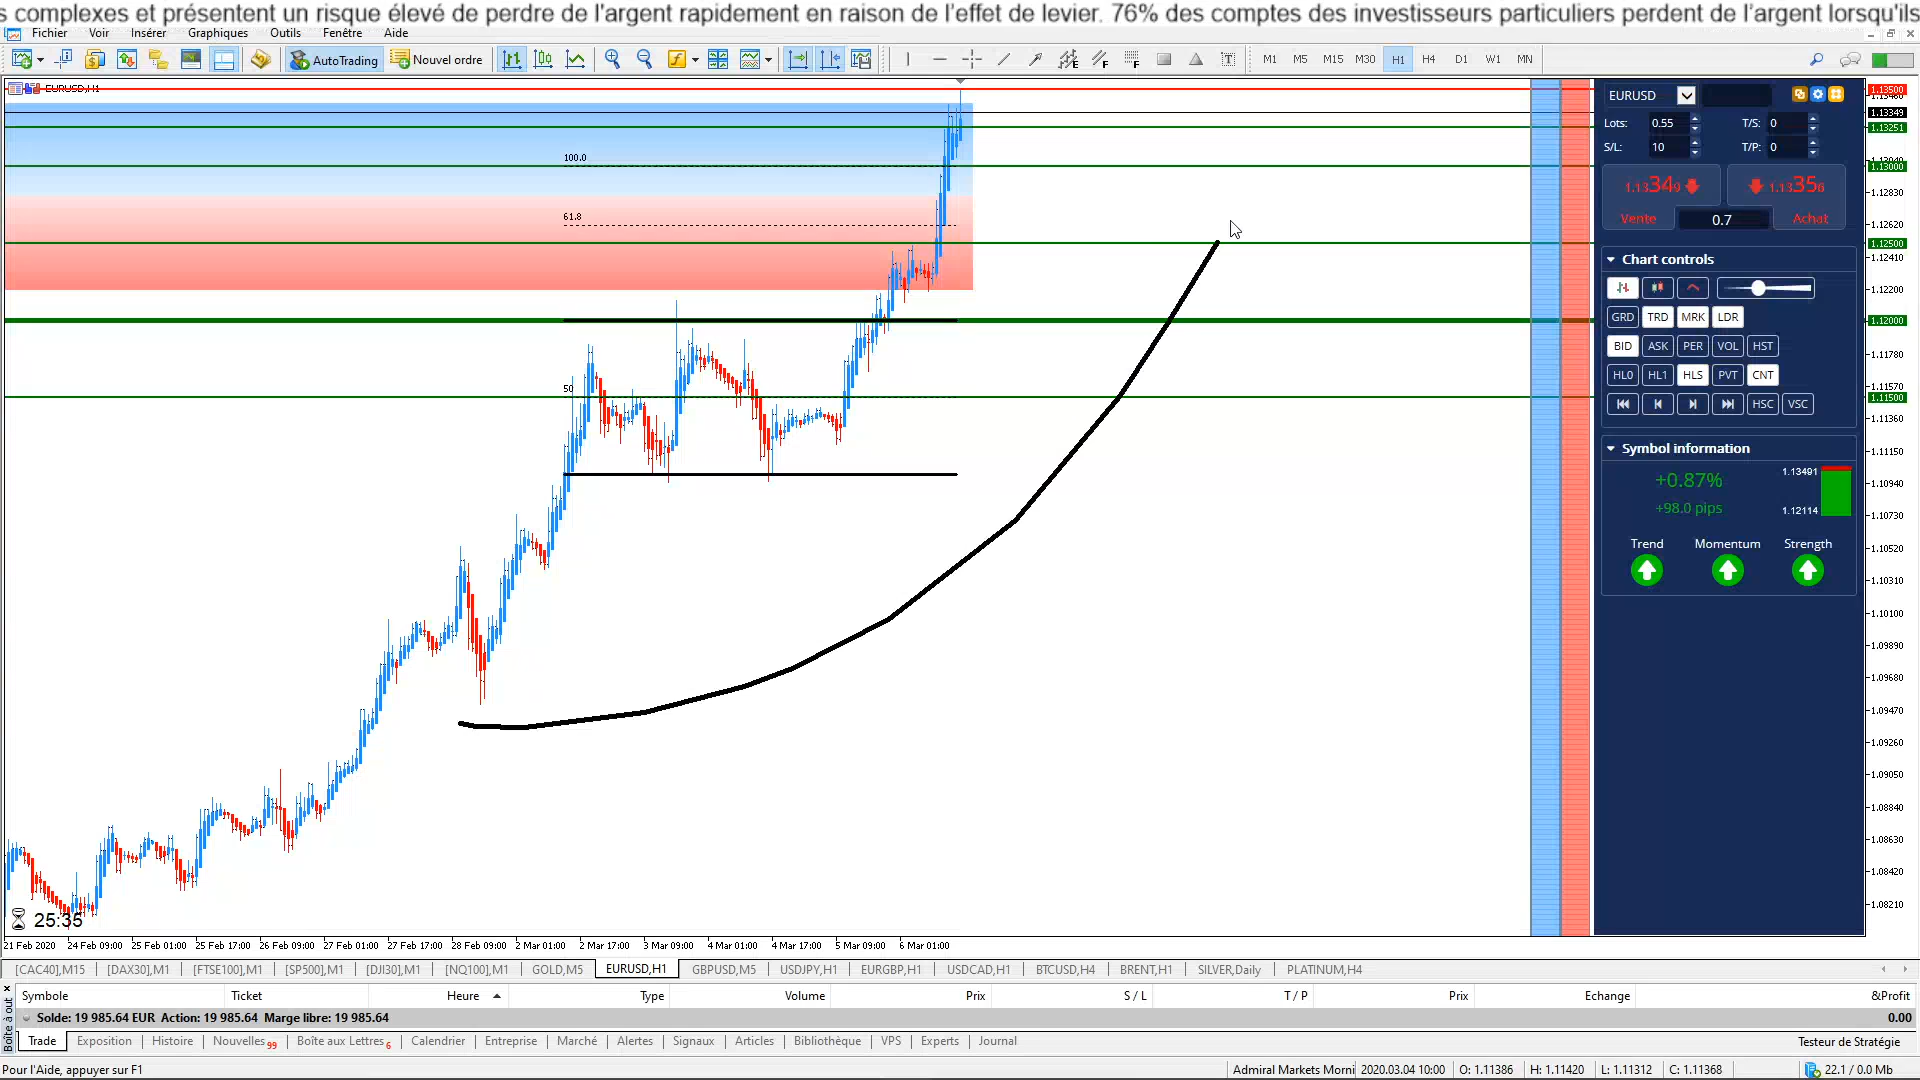 s complexes et présentent un risque élevé de perdre de l'argent rapidement en raison de l'effet de levier. 76% des comptes des investisseurs particuliers perdent de l'argent lorsqu'ils
Fichier Voir Insérer Graphiques Outils Fenêtre Aide
AutoTrading Nouvel ordre M1 M5 M15 M30 H1 H4 D1 W1 MN
EURUSD,H1
100.0
61.8
50
25:35
1.13500
1.13349
1.13251
1.13000
1.12830
1.12620
1.12500
1.12410
1.12200
1.12000
1.11780
1.11570
1.11500
1.11360
1.11150
1.10940
1.10730
1.10520
1.10310
1.10100
1.09890
1.09680
1.09470
1.09260
1.09050
1.08840
1.08630
1.08420
1.08210
EURUSD
Lots: 0.55 T/S: 0
S/L: 10 T/P: 0
1.13349 1.13356
Vente 0.7 Achat
Chart controls
GRD TRD MRK LDR
BID ASK PER VOL HST
HL0 HL1 HLS PVT CNT
HSC VSC
Symbol information
+0.87% 1.13491
+98.0 pips 1.12114
Trend Momentum Strength
21 Feb 2020 24 Feb 09:00 25 Feb 01:00 25 Feb 17:00 26 Feb 09:00 27 Feb 01:00 27 Feb 17:00 28 Feb 09:00 2 Mar 01:00 2 Mar 17:00 3 Mar 09:00 4 Mar 01:00 4 Mar 17:00 5 Mar 09:00 6 Mar 01:00
[CAC40],M15 [DAX30],M1 [FTSE100],M1 [SP500],M1 [DJI30],M1 [NQ100],M1 GOLD,M5 EURUSD,H1 GBPUSD,M5 USDJPY,H1 EURGBP,H1 USDCAD,H1 BTCUSD,H4 BRENT,H1 SILVER,Daily PLATINUM,H4
Boîte à out
Symbole Ticket Heure Type Volume Prix S / L T / P Prix Echange &Profit
Solde: 19 985.64 EUR Action: 19 985.64 Marge libre: 19 985.64 0.00
Trade Exposition Histoire Nouvelles 99 Boîte aux Lettres 6 Calendrier Entreprise Marché Alertes Signaux Articles Bibliothèque VPS Experts Journal Testeur de Stratégie
Pour l'Aide, appuyer sur F1 Admiral Markets Morni 2020.03.04 10:00 O: 1.11386 H: 1.11420 L: 1.11312 C: 1.11368 22.1 / 0.0 Mb